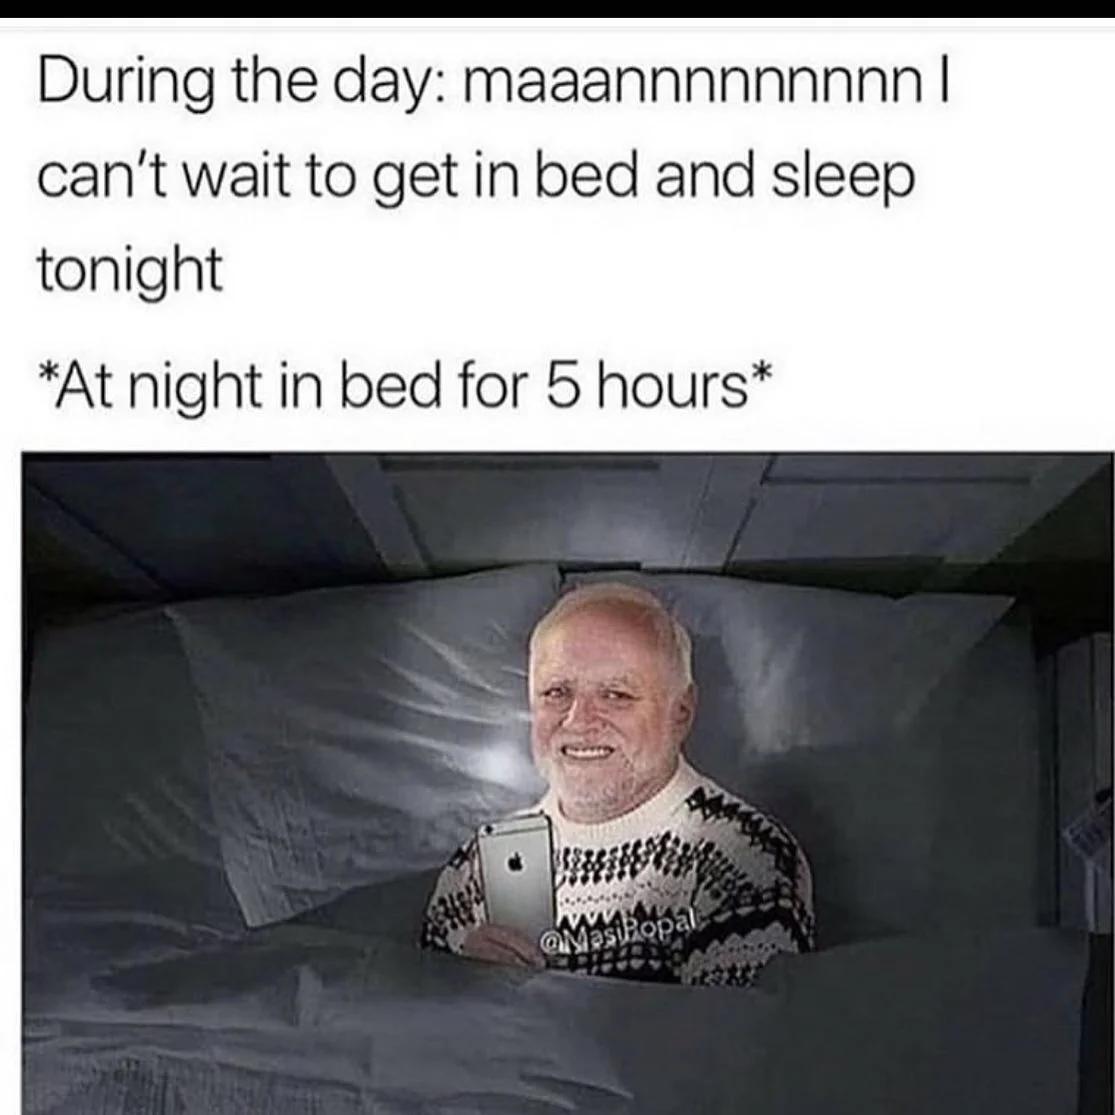 During the day: maaannnnnnnnn I
can't wait to get in bed and sleep
tonight
*At night in bed for 5 hours*
@MasiPopal